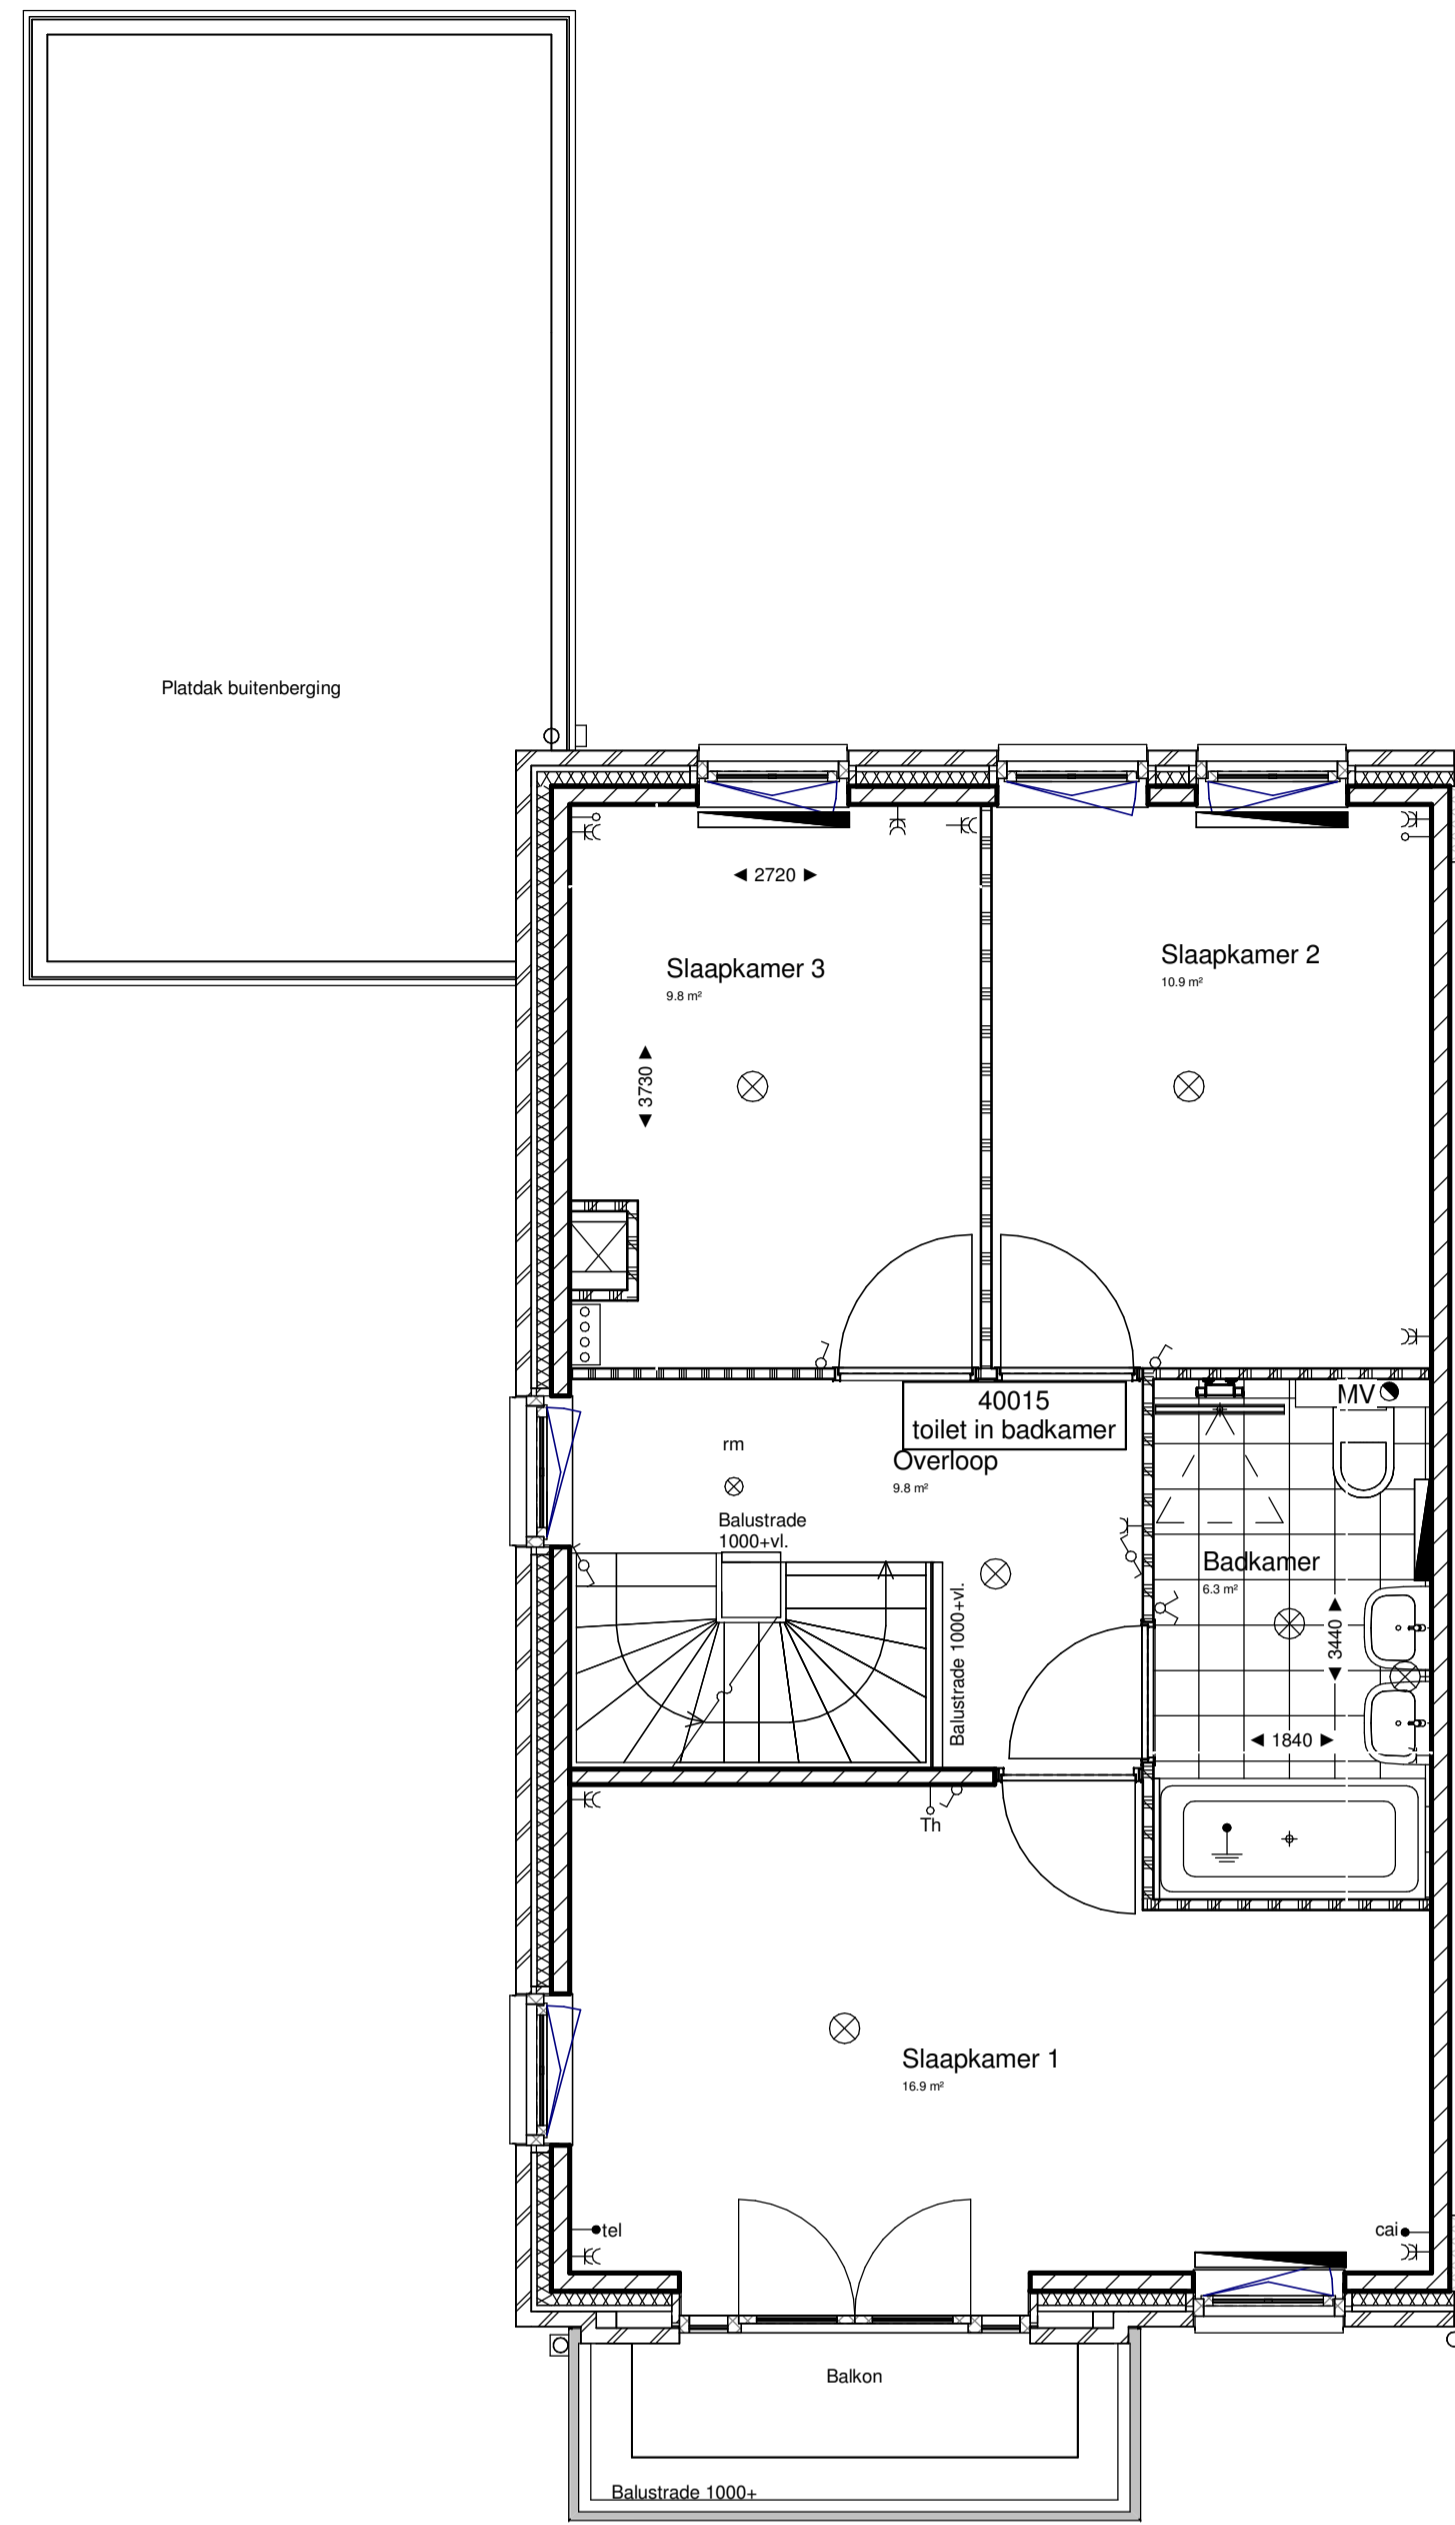 Platdak buitenberging
◄ 2720 ►
Slaapkamer 3
9.8 m²
◄ 3730 ►
Slaapkamer 2
10.9 m²
40015
toilet in badkamer
MV
rm
Overloop
9.8 m²
Balustrade
1000+vl.
Balustrade 1000+vl.
Badkamer
6.3 m²
◄ 3440 ►
◄ 1840 ►
Th
Slaapkamer 1
16.9 m²
tel
cai
Balkon
Balustrade 1000+